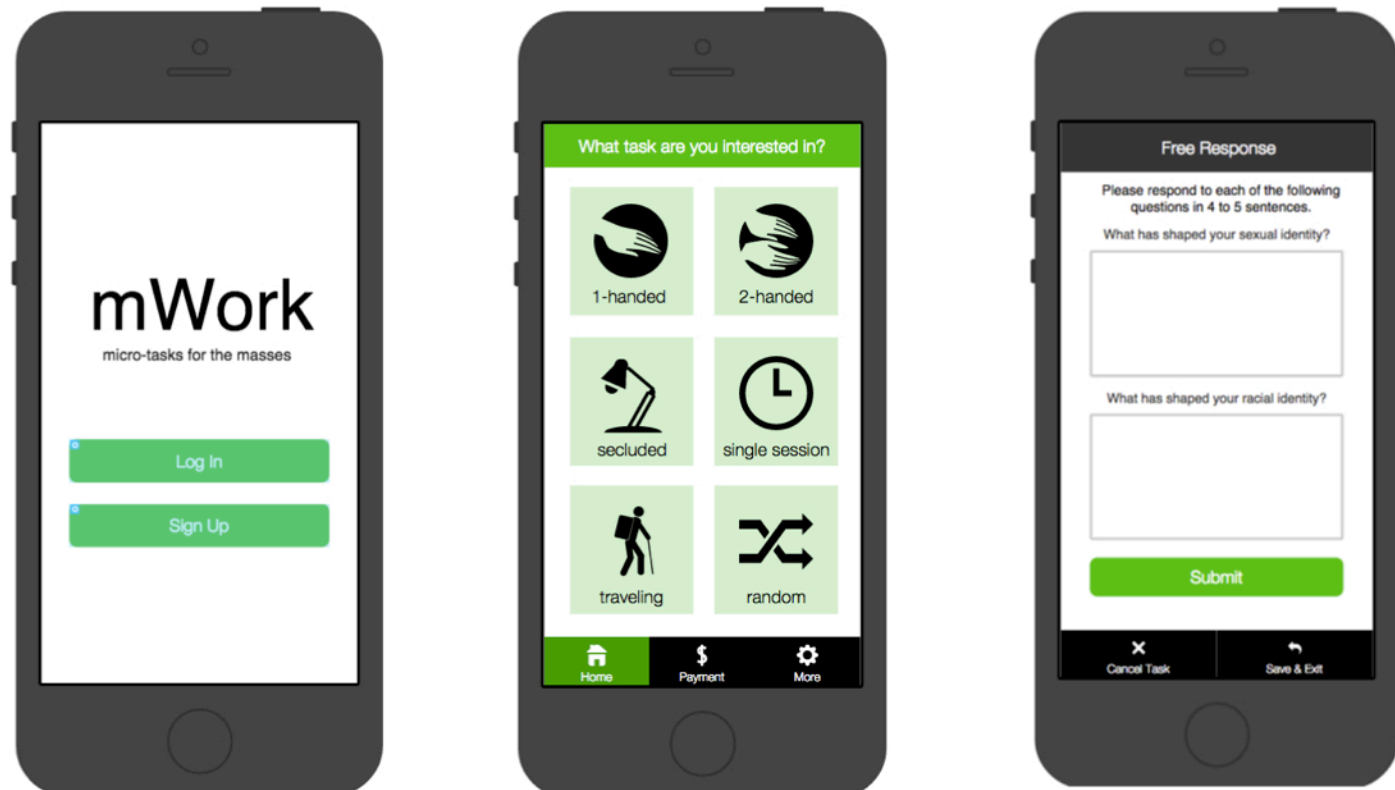 mWork
micro-tasks for the masses
Log In
Sign Up
What task are you interested in?
1-handed
2-handed
secluded
single session
traveling
random
Home
Payment
More
Free Response
Please respond to each of the following
questions in 4 to 5 sentences.
What has shaped your sexual identity?
What has shaped your racial identity?
Submit
Cancel Task
Save & Exit